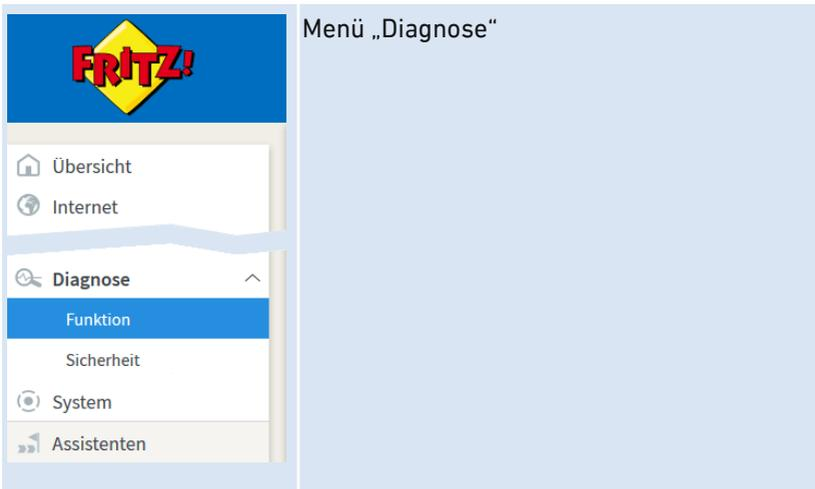 FRITZ!
Menü „Diagnose“
Übersicht
Internet
Diagnose
Funktion
Sicherheit
System
Assistenten